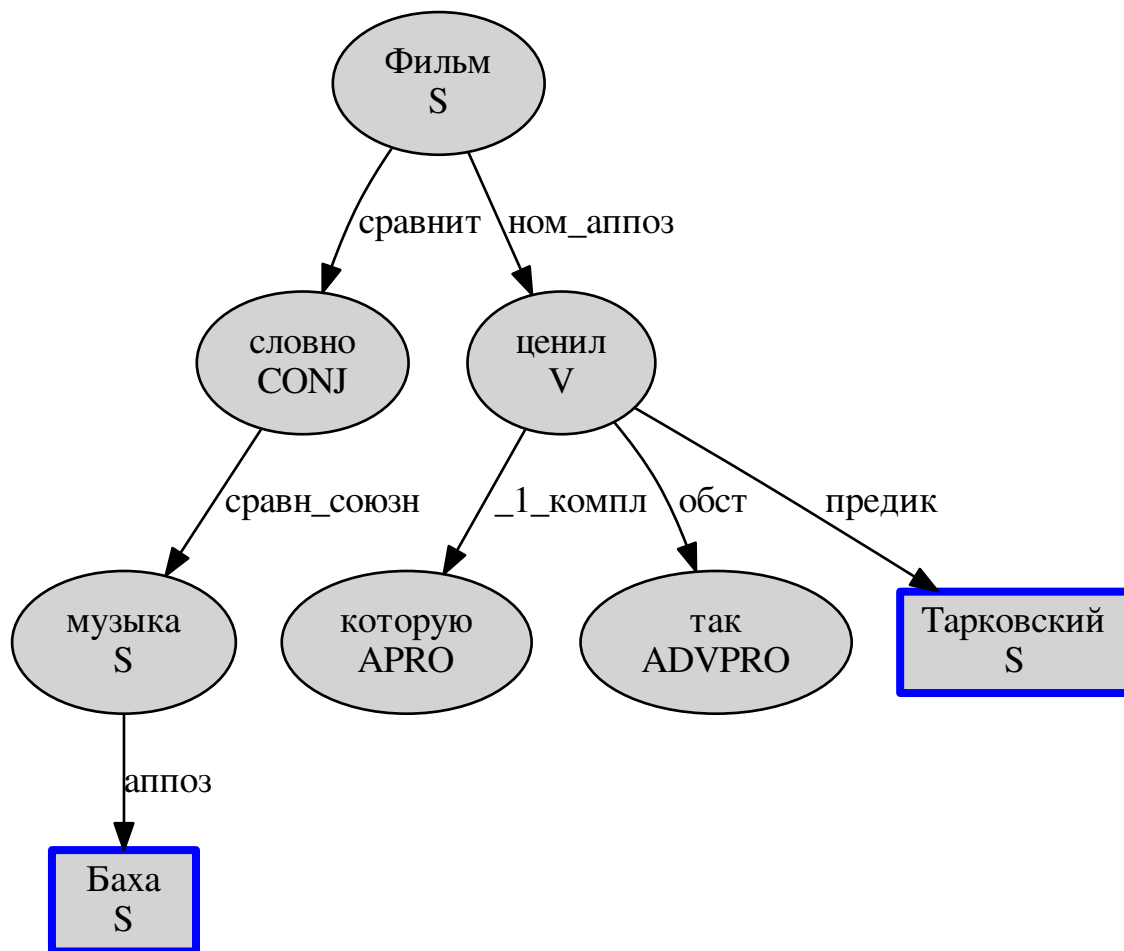 Фильм
S
сравнит
ном_аппоз
словно
CONJ
ценил
V
сравн_союзн
_1_компл
обст
предик
музыка
S
которую
APRO
так
ADVPRO
Тарковский
S
аппоз
Баха
S